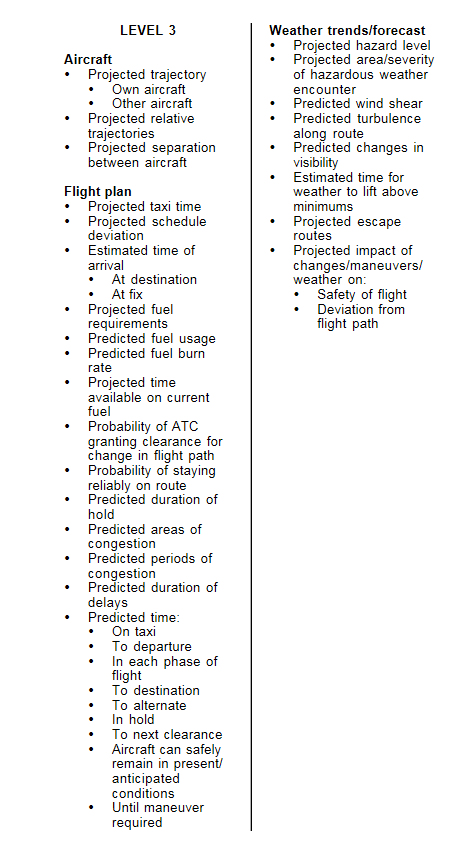 LEVEL 3
Aircraft
• Projected trajectory
• Own aircraft
• Other aircraft
• Projected relative
trajectories
• Projected separation
between aircraft
Flight plan
• Projected taxi time
• Projected schedule
deviation
• Estimated time of
arrival
• At destination
• At fix
• Projected fuel
requirements
• Predicted fuel usage
• Predicted fuel burn
rate
• Projected time
available on current
fuel
• Probability of ATC
granting clearance for
change in flight path
• Probability of staying
reliably on route
• Predicted duration of
hold
• Predicted areas of
congestion
• Predicted periods of
congestion
• Predicted duration of
delays
• Predicted time:
• On taxi
• To departure
• In each phase of
flight
• To destination
• To alternate
• In hold
• To next clearance
• Aircraft can safely
remain in present/
anticipated
conditions
• Until maneuver
required
Weather trends/forecast
• Projected hazard level
• Projected area/severity
of hazardous weather
encounter
• Predicted wind shear
• Predicted turbulence
along route
• Predicted changes in
visibility
• Estimated time for
weather to lift above
minimums
• Projected escape
routes
• Projected impact of
changes/maneuvers/
weather on:
• Safety of flight
• Deviation from
flight path